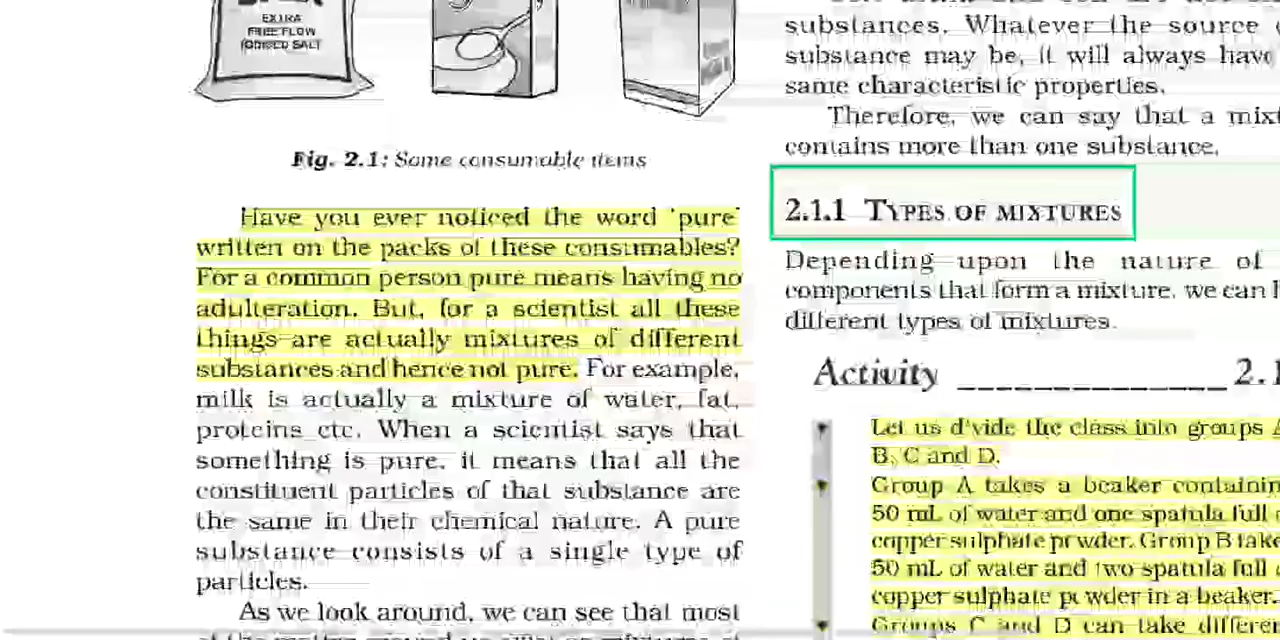 EXTRA
FREE FLOW
IODISED SALT
Fig. 2.1: Some consumable items
Have you ever noticed the word 'pure'
written on the packs of these consumables?
For a common person pure means having no
adulteration. But, for a scientist all these
things are actually mixtures of different
substances and hence not pure. For example,
milk is actually a mixture of water, fat,
proteins etc. When a scientist says that
something is pure, it means that all the
constituent particles of that substance are
the same in their chemical nature. A pure
substance consists of a single type of
particles.
As we look around, we can see that most
substances. Whatever the source
substance may be, it will always have
same characteristic properties.
Therefore, we can say that a
contains more than one substance.
2.1.1 TYPES OF MIXTURES
Depending upon the nature of
components that form a mixture, we can
different types of mixtures.
Activity ______________ 2.1
Let us divide the class into groups A,
B, C and D.
Group A takes a beaker
50 mL of water and one spatula full
copper sulphate powder. Group B
50 mL of water and two spatula full
copper sulphate powder in a beaker.
Groups C and D can take